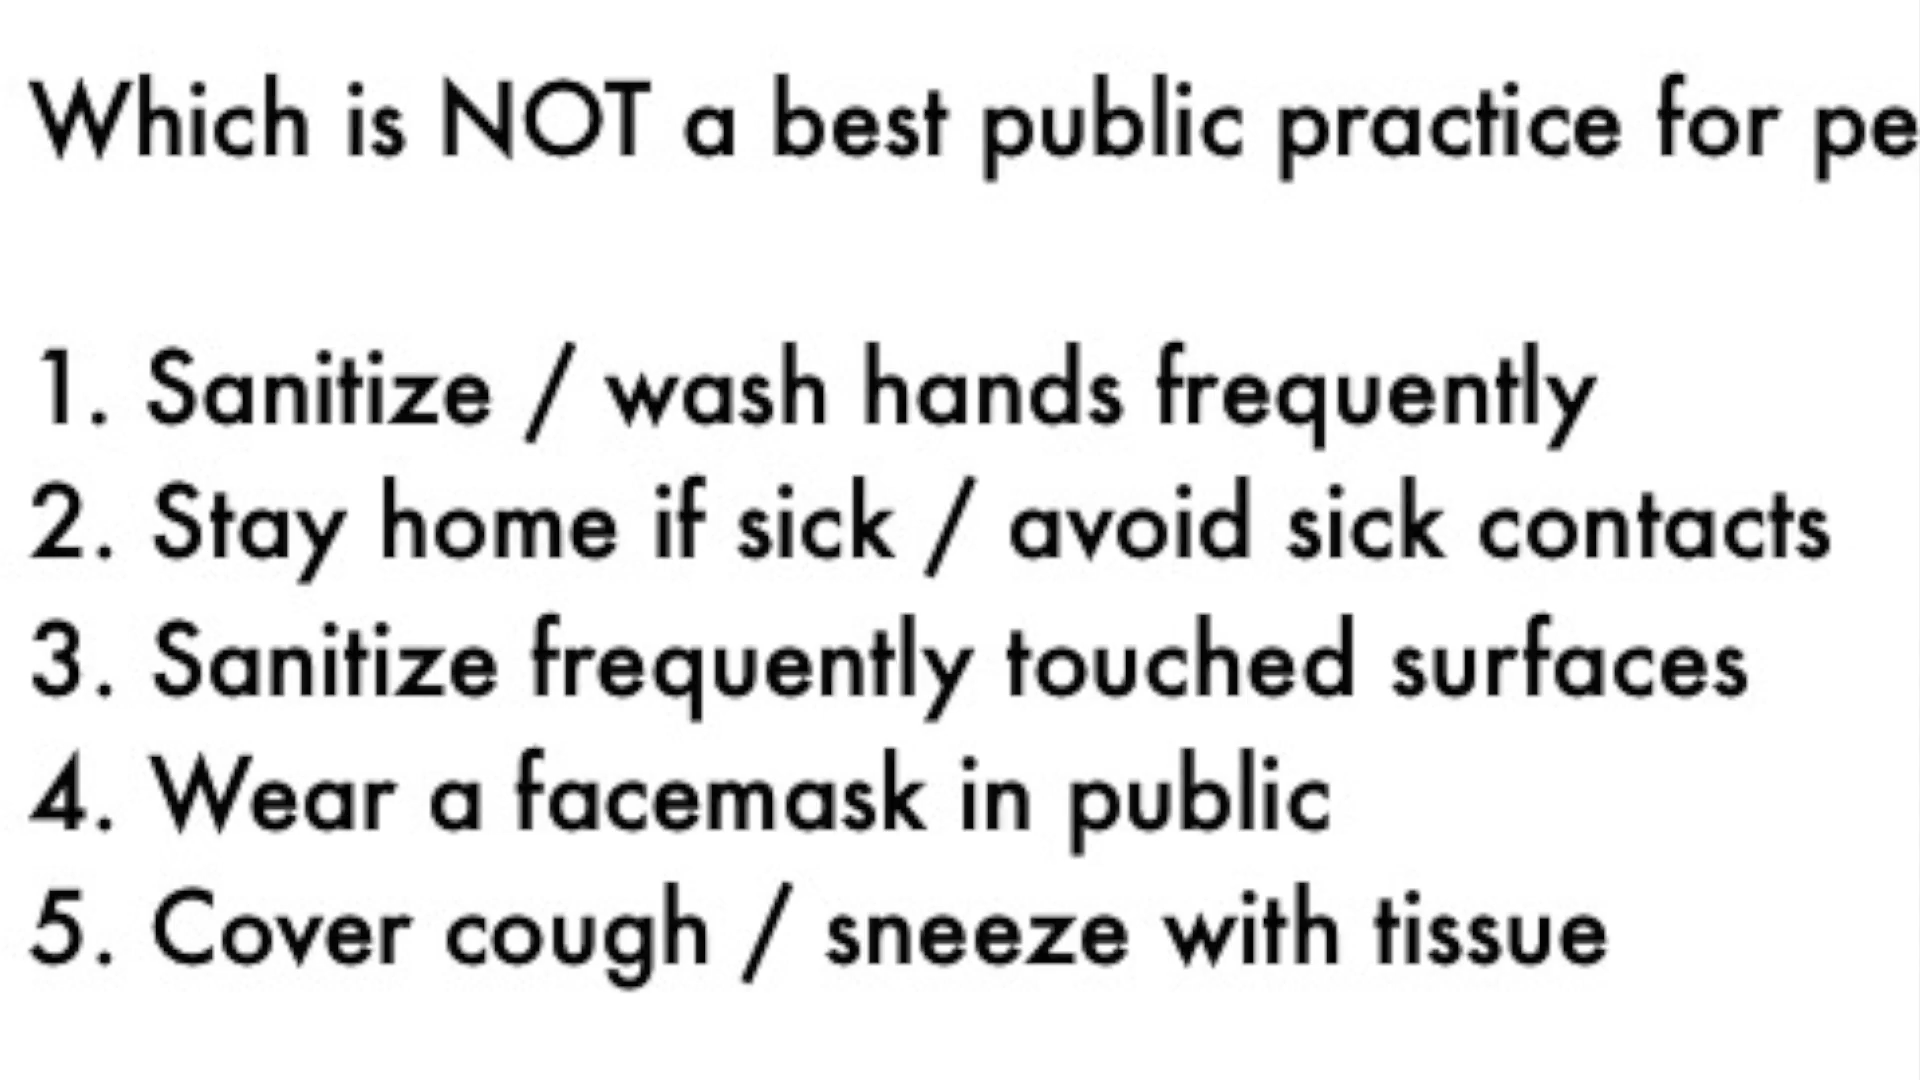 Which is NOT a best public practice for pe
1. Sanitize / wash hands frequently
2. Stay home if sick / avoid sick contacts
3. Sanitize frequently touched surfaces
4. Wear a facemask in public
5. Cover cough / sneeze with tissue